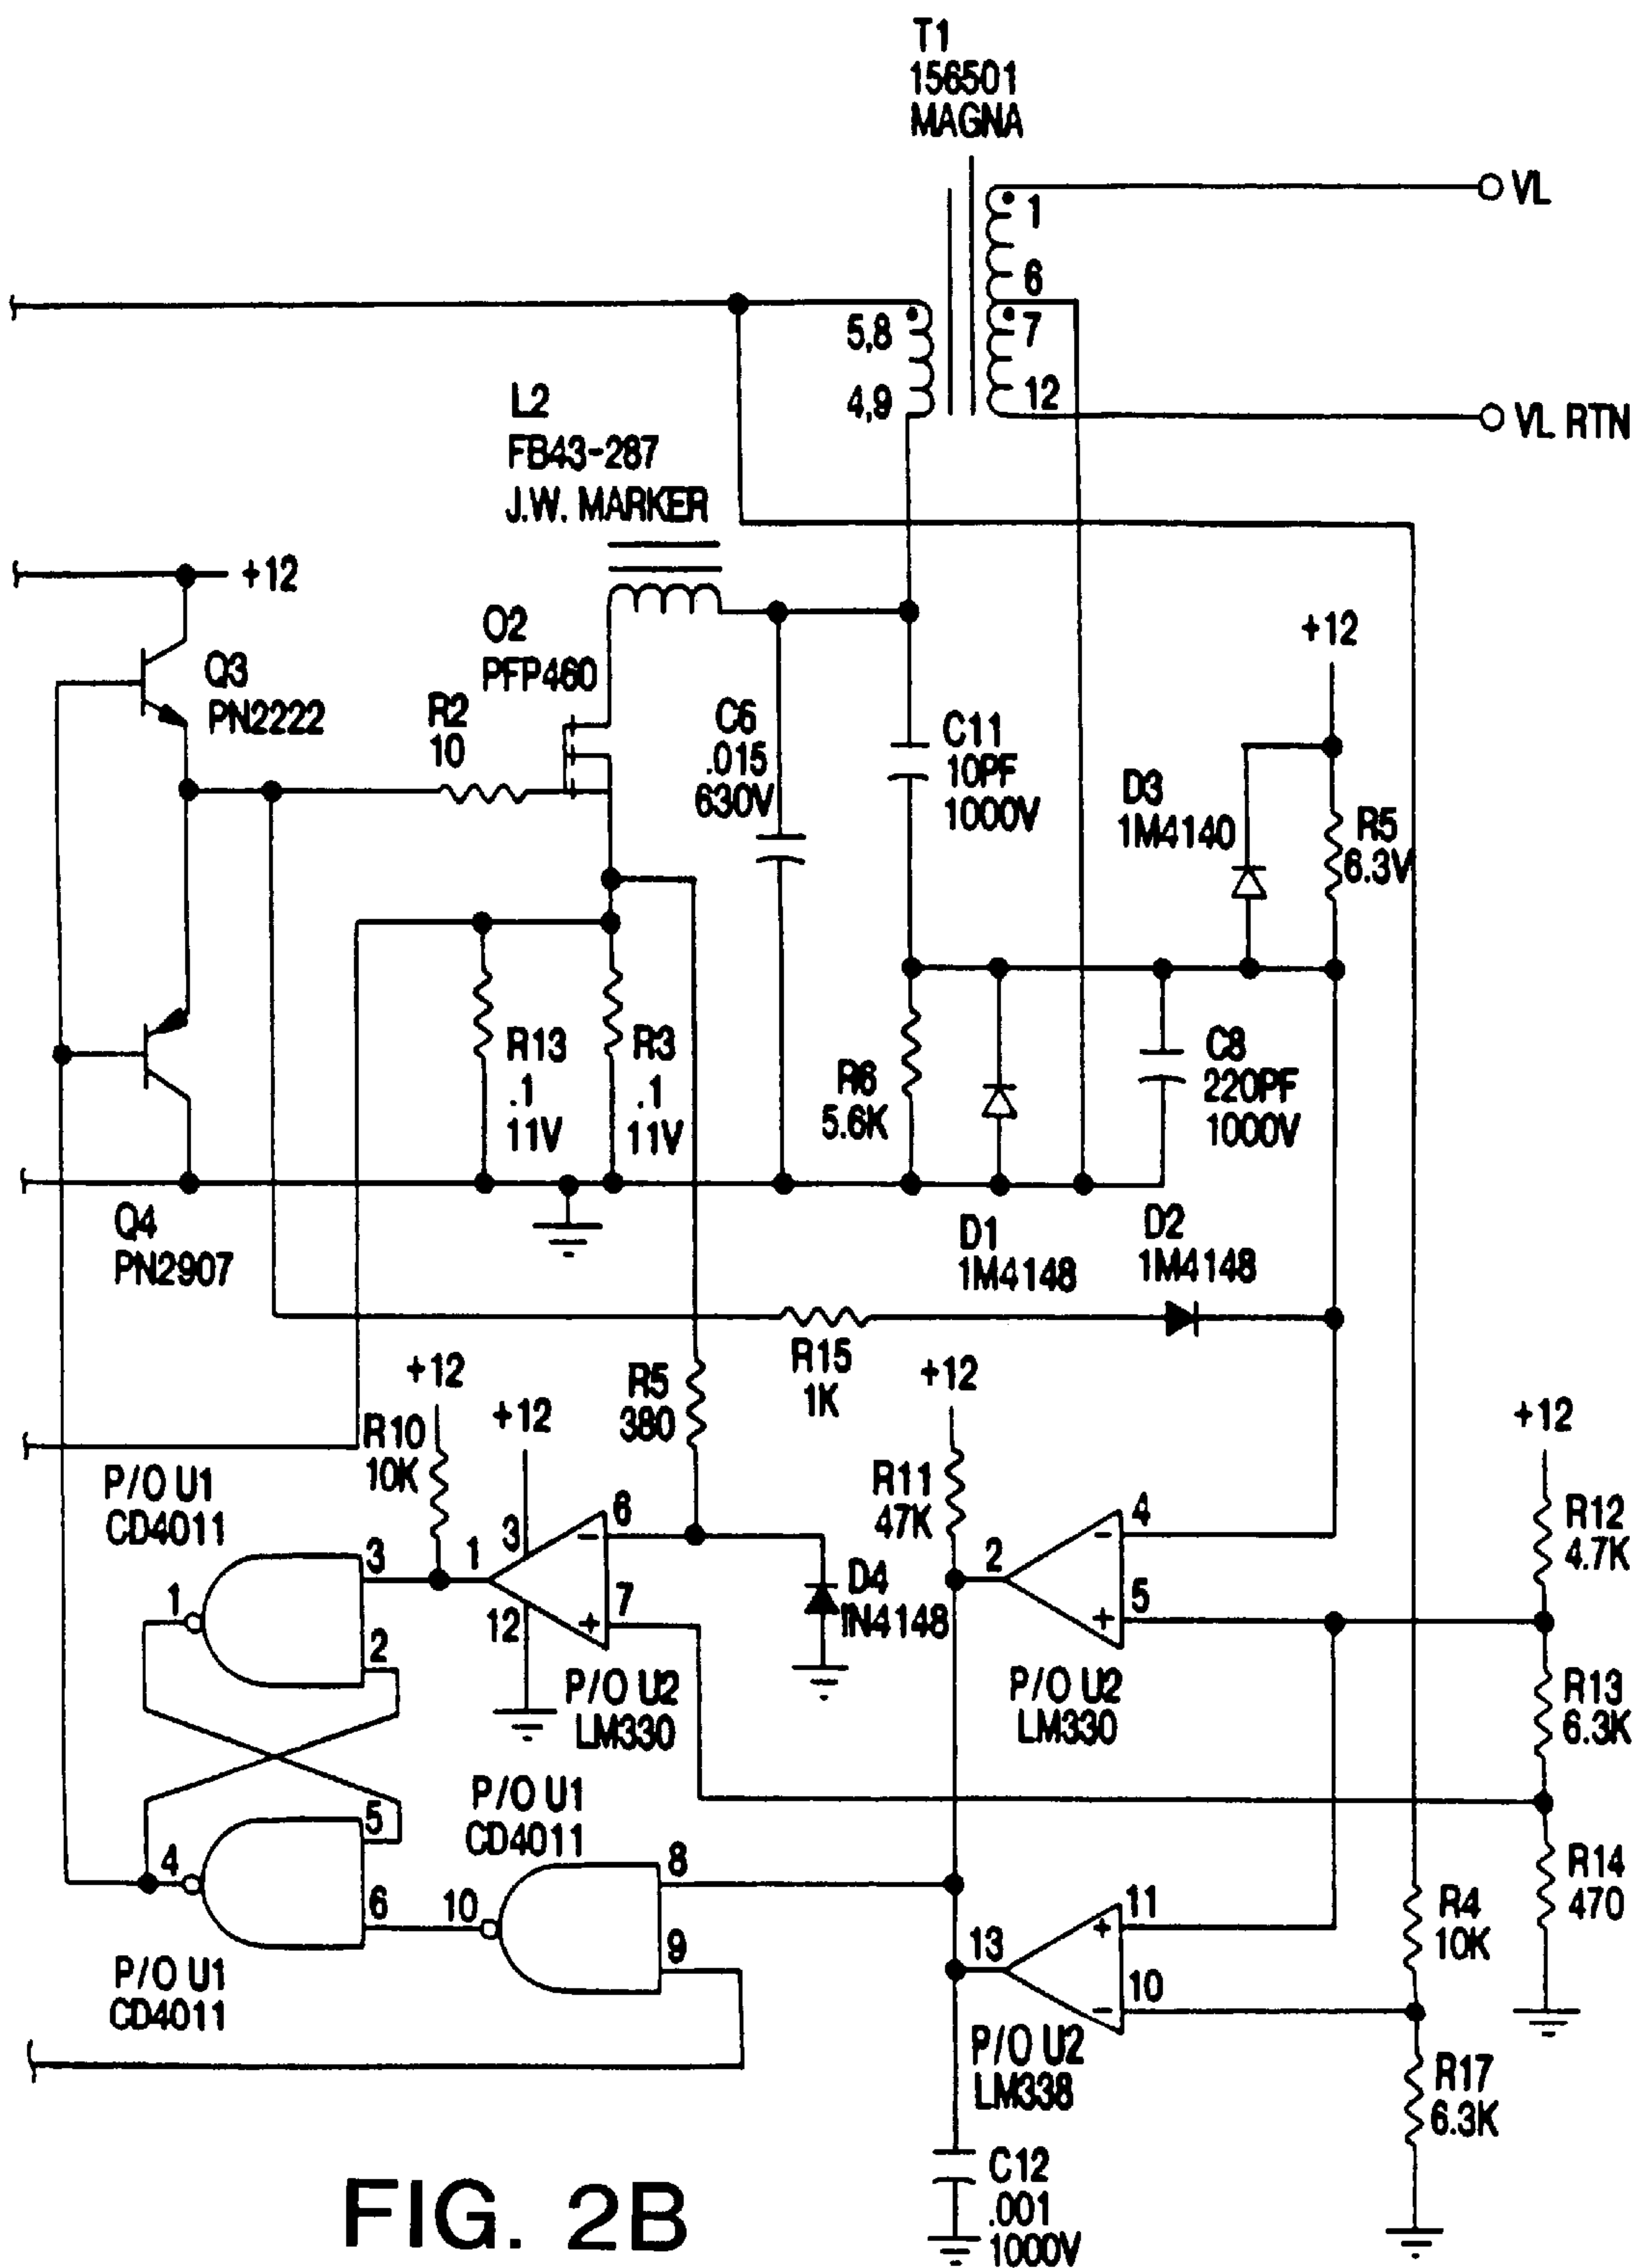 T1
156501
MAGNA
1
VL
6
5,8
7
4,9
12
VL RTN
L2
FB43-287
J.W. MARKER
+12
O2
PFP460
+12
Q3
PN2222
R2
10
C6
.015
630V
C11
10PF
1000V
D3
1M4140
R5
6.3V
R13
.1
11V
R3
.1
11V
R6
5.6K
C8
220PF
1000V
Q4
PN2907
D1
1M4148
D2
1M4148
R15
1K
+12
R10
10K
+12
R5
380
+12
R11
47K
+12
P/O U1
CD4011
3
1
3
6
2
4
R12
4.7K
1
2
12
7
D4
1N4148
5
P/O U2
LM330
P/O U2
LM330
R13
6.3K
P/O U1
CD4011
5
4
6
10
8
9
11
13
10
R4
10K
R14
470
P/O U1
CD4011
P/O U2
LM338
R17
6.3K
C12
.001
1000V
FIG. 2B